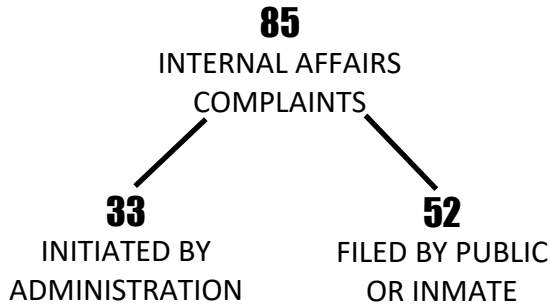 85
INTERNAL AFFAIRS
COMPLAINTS
33
INITIATED BY
ADMINISTRATION
52
FILED BY PUBLIC
OR INMATE